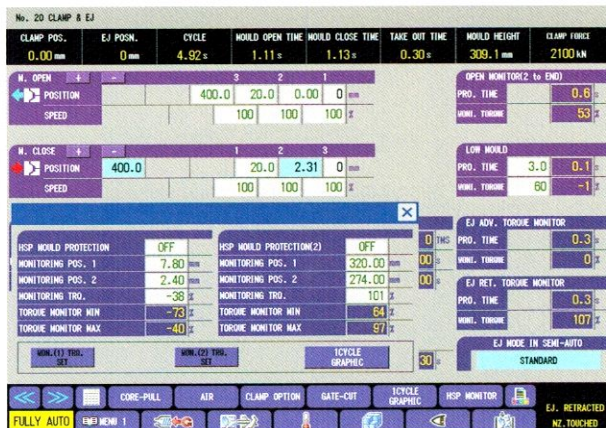 No. 20 CLAMP & EJ
CLAMP POS. EJ POSN. CYCLE MOULD OPEN TIME MOULD CLOSE TIME TAKE OUT TIME MOULD HEIGHT CLAMP FORCE
0.00 mm 0 mm 4.92 s 1.11 s 1.13 s 0.30 s 309.1 mm 2100 kN
M. OPEN + - 3 2 1
POSITION 400.0 20.0 0.00 0 mm
SPEED 100 100 100 %
OPEN MONITOR(2 to END)
PRO. TIME 0.6 s
MONI. TORQUE 53 %
M. CLOSE + - 1 2 3
POSITION 400.0 20.0 2.31 0 mm
SPEED 100 100 100 %
LOW MOULD
PRO. TIME 3.0 0.1 s
MONI. TORQUE 60 -1 %
HSP MOULD PROTECTION OFF
MONITORING POS. 1 7.80 mm
MONITORING POS. 2 2.40 mm
MONITORING TRQ. -38 %
TORQUE MONITOR MIN -73 %
TORQUE MONITOR MAX -40 %
HSP MOULD PROTECTION(2) OFF
MONITORING POS. 1 320.00 mm
MONITORING POS. 2 274.00 mm
MONITORING TRQ. 101 %
TORQUE MONITOR MIN 64 %
TORQUE MONITOR MAX 97 %
MON.(1) TRQ. SET
MON.(2) TRQ. SET
1CYCLE GRAPHIC
0 TMS
00 s
00 s
30 s
EJ ADV. TORQUE MONITOR
PRO. TIME 0.3 s
MONI. TORQUE 0 %
EJ RET. TORQUE MONITOR
PRO. TIME 0.3 s
MONI. TORQUE 107 %
EJ MODE IN SEMI-AUTO
STANDARD
CORE-PULL AIR CLAMP OPTION GATE-CUT 1CYCLE GRAPHIC HSP MONITOR
EJ. RETRACTED
FULLY AUTO MENU 1
NZ.TOUCHED